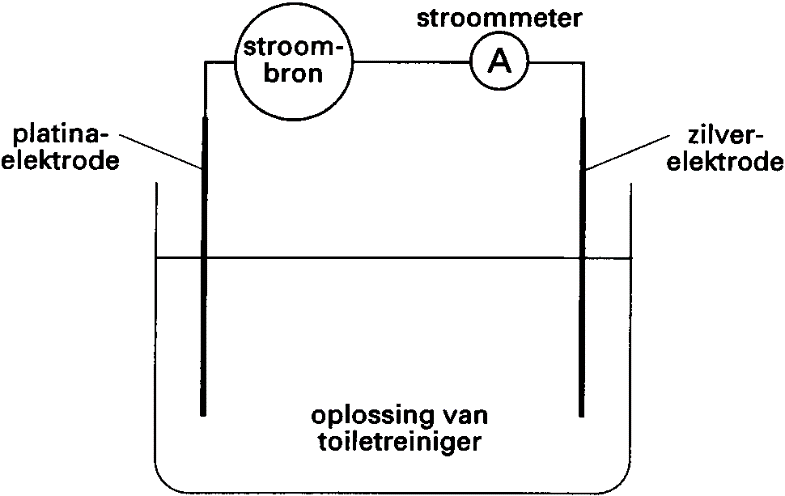 stroommeter
stroom-
bron
A
platina-
elektrode
zilver-
elektrode
oplossing van
toiletreiniger